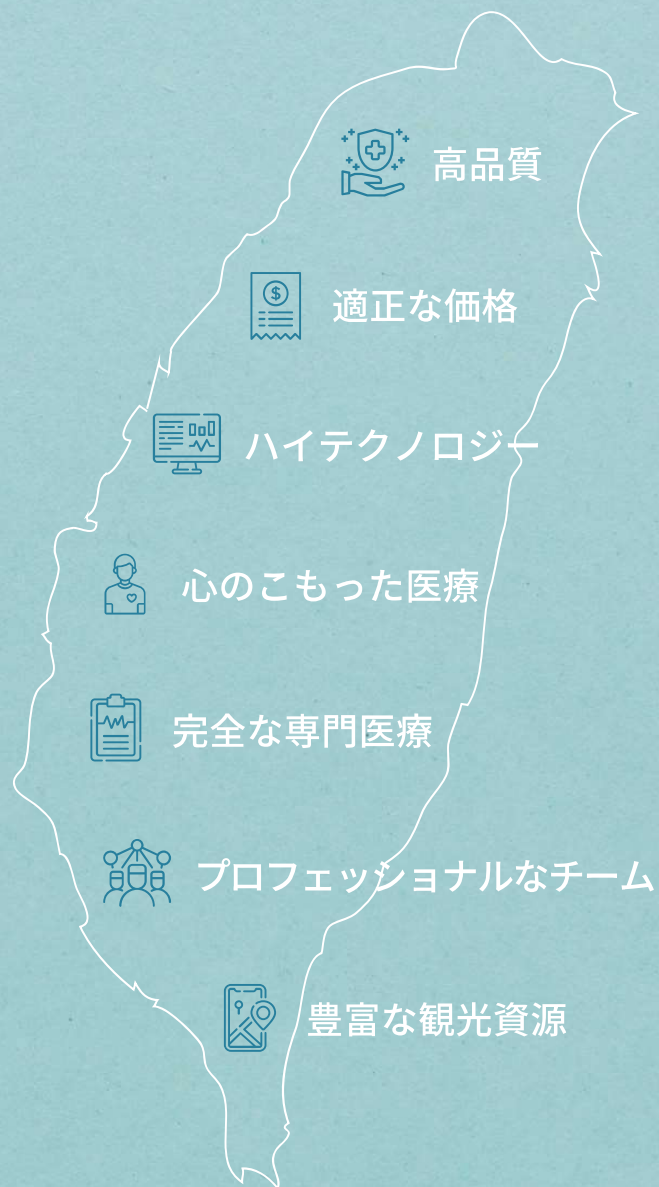 高品質
$
適正な価格
ハイテクノロジー
心のこもった医療
完全な専門医療
プロフェッショナルなチーム
豊富な観光資源